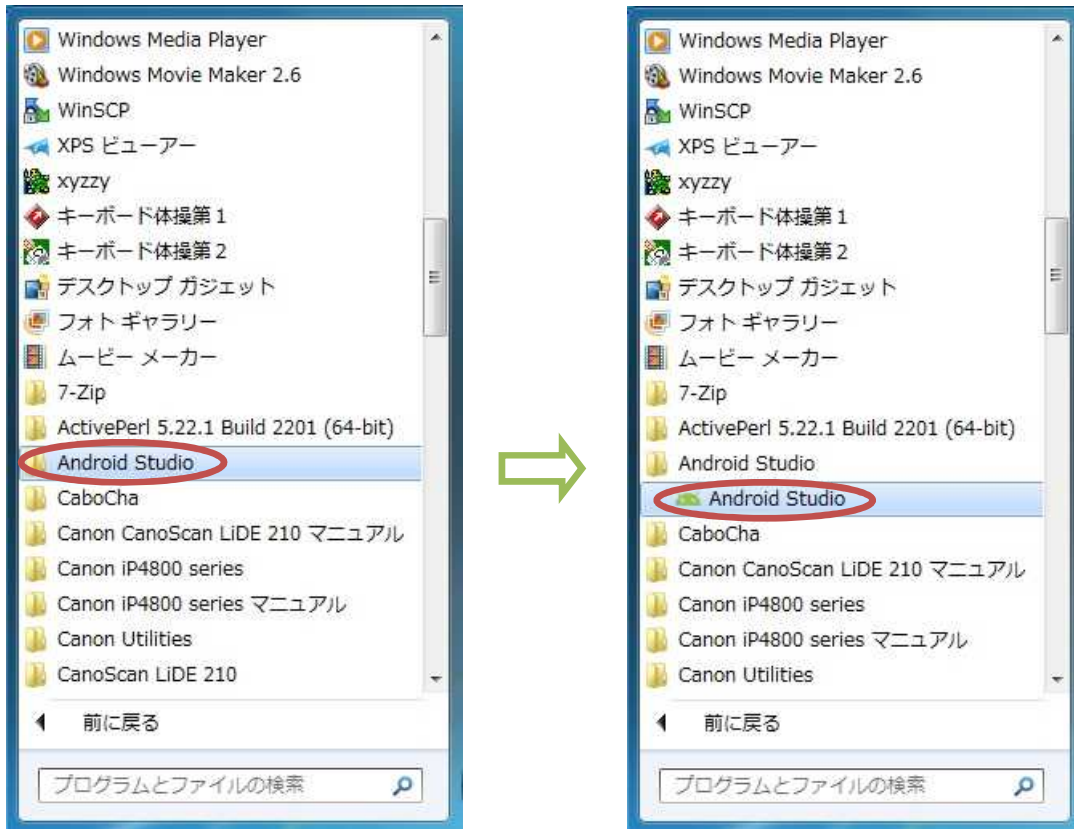 Windows Media Player
Windows Movie Maker 2.6
WinSCP
XPS ビューアー
xyzzy
キーボード体操第1
キーボード体操第2
デスクトップ ガジェット
フォト ギャラリー
ムービー メーカー
7-Zip
ActivePerl 5.22.1 Build 2201 (64-bit)
Android Studio
CaboCha
Canon CanoScan LiDE 210 マニュアル
Canon iP4800 series
Canon iP4800 series マニュアル
Canon Utilities
CanoScan LiDE 210
前に戻る
プログラムとファイルの検索
Windows Media Player
Windows Movie Maker 2.6
WinSCP
XPS ビューアー
xyzzy
キーボード体操第1
キーボード体操第2
デスクトップ ガジェット
フォト ギャラリー
ムービー メーカー
7-Zip
ActivePerl 5.22.1 Build 2201 (64-bit)
Android Studio
Android Studio
CaboCha
Canon CanoScan LiDE 210 マニュアル
Canon iP4800 series
Canon iP4800 series マニュアル
Canon Utilities
前に戻る
プログラムとファイルの検索